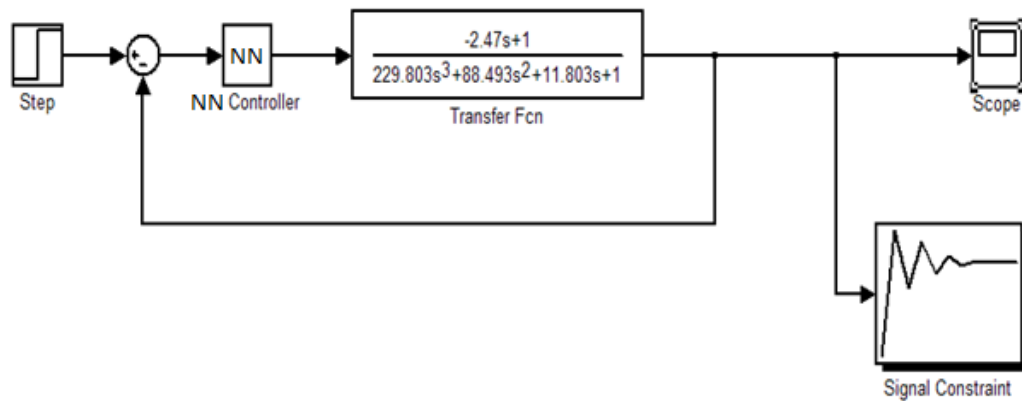 Step
+
−
NN
NN Controller
-2.47s+1
229.803s³+88.493s²+11.803s+1
Transfer Fcn
Scope
Signal Constraint